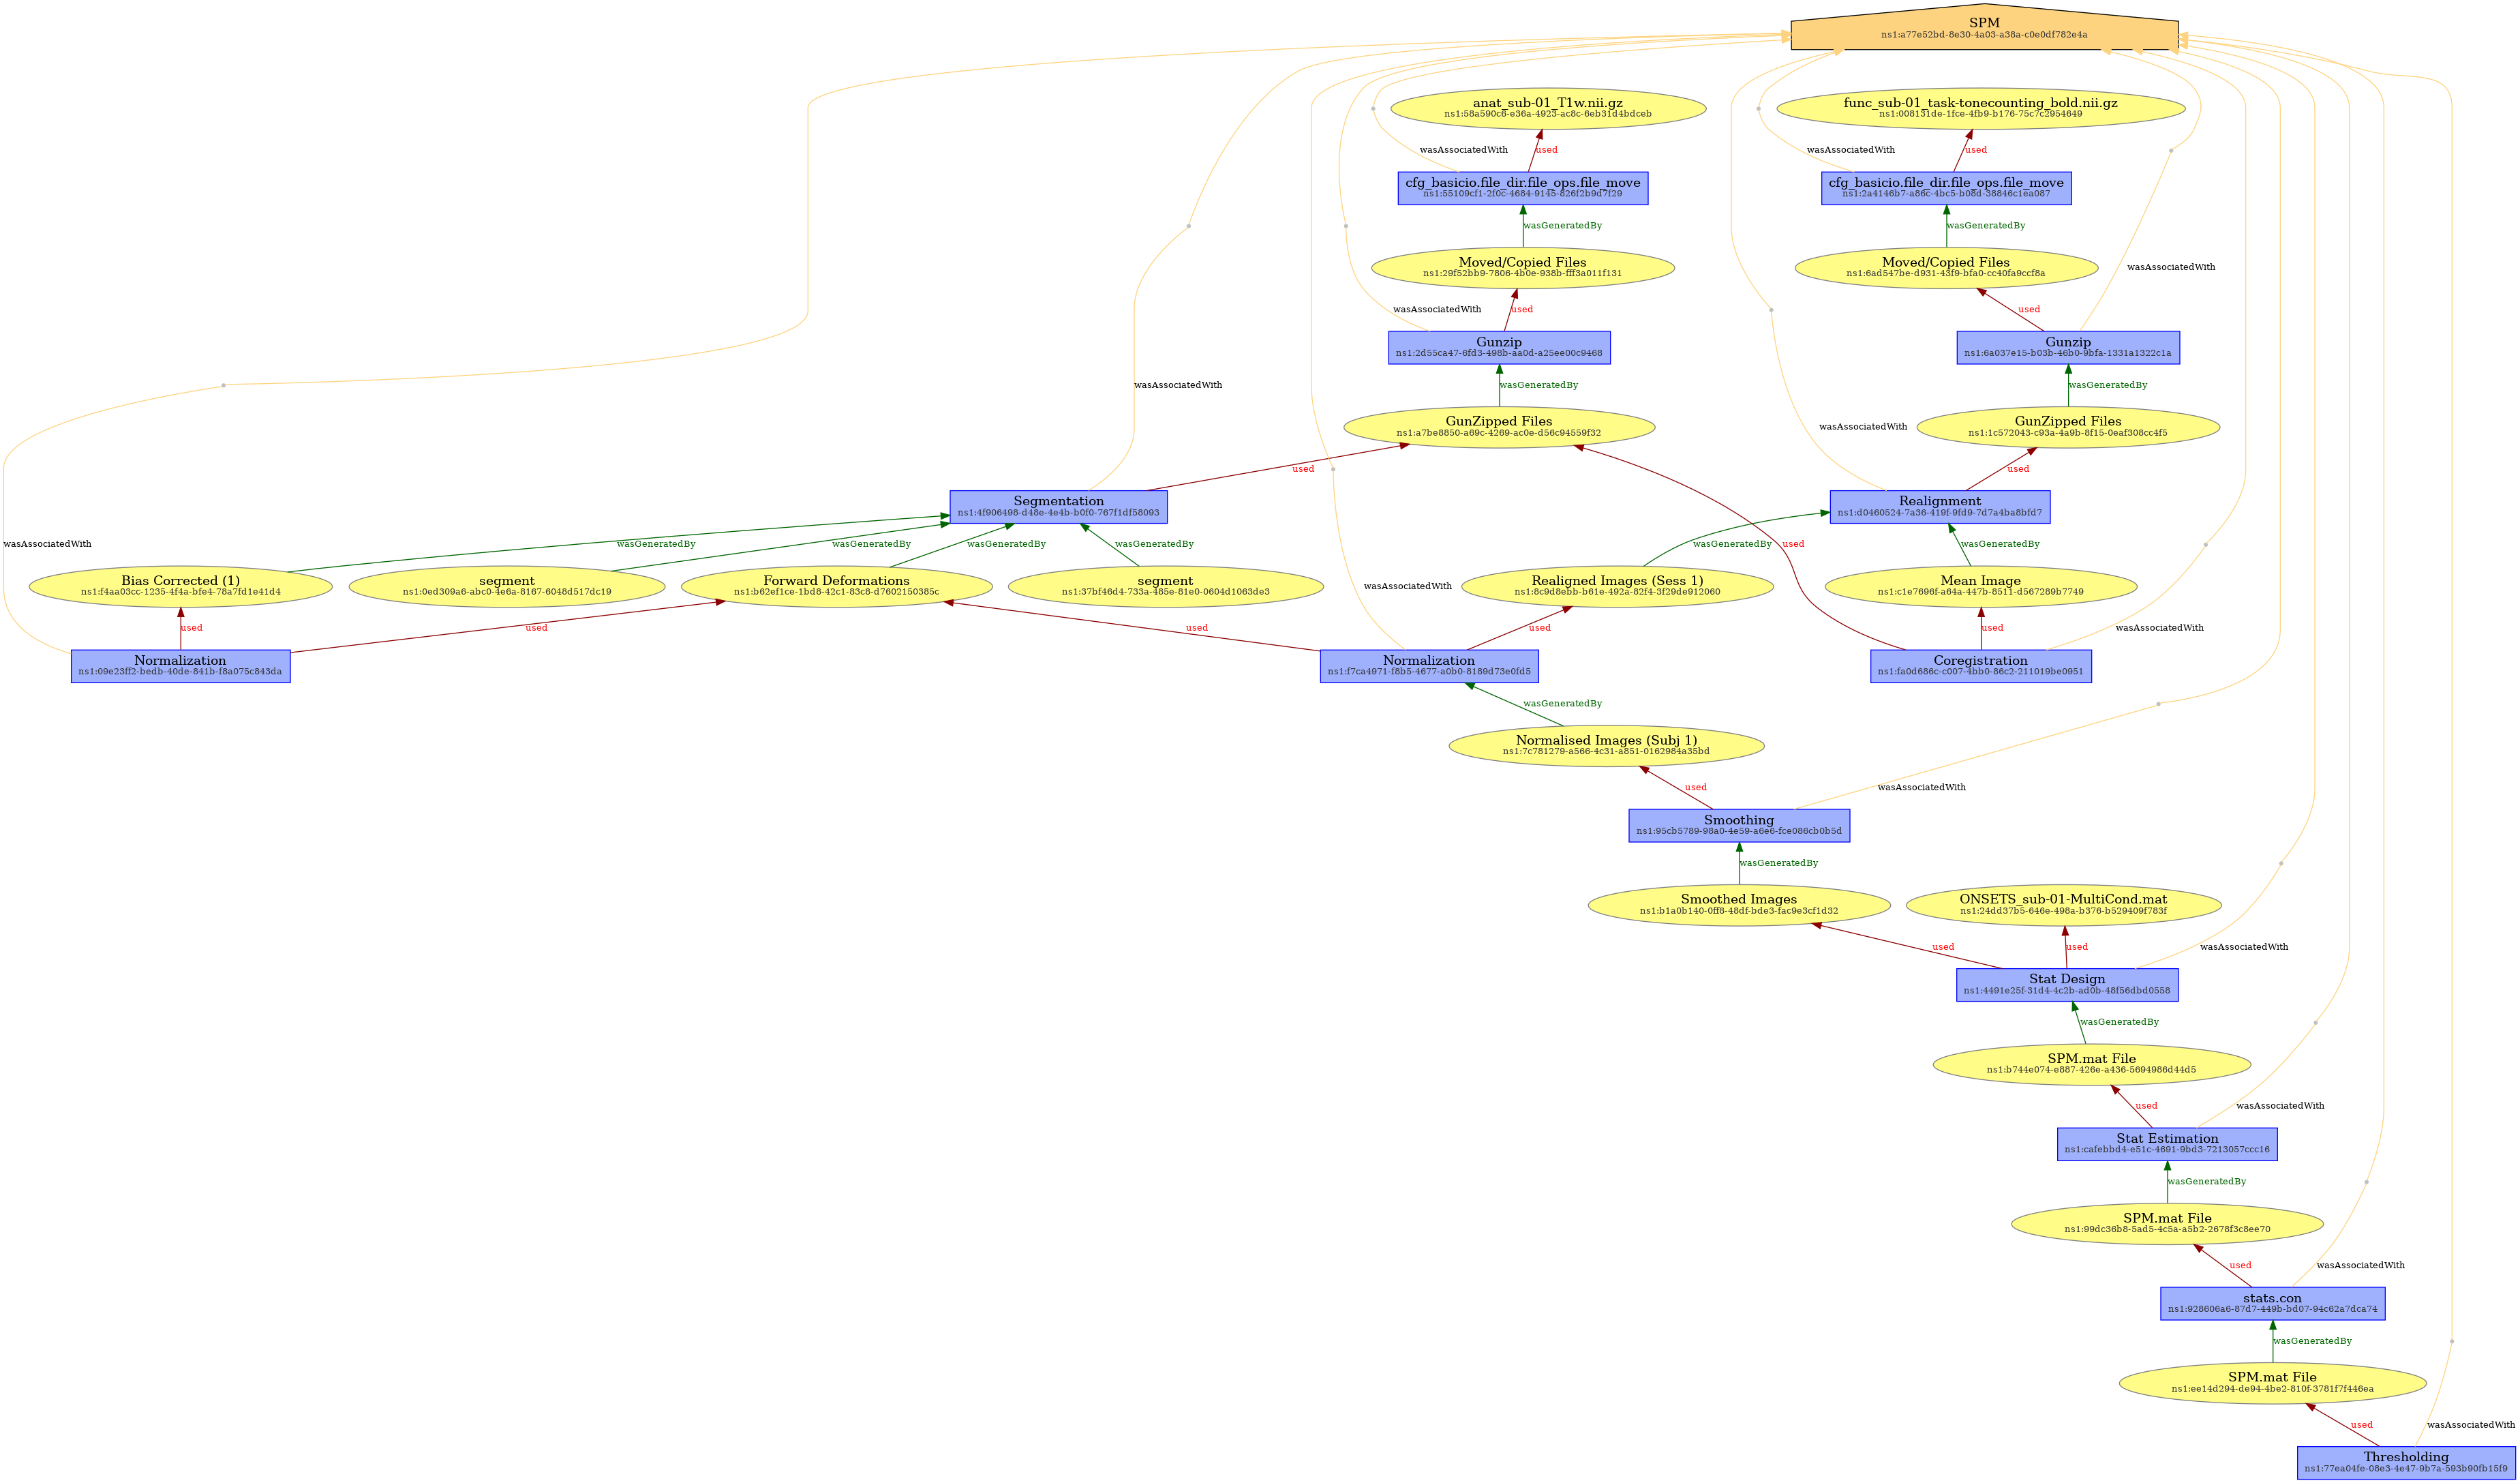 SPM
ns1:a77e52bd-8e30-4a03-a38a-c0e0df782e4a
anat_sub-01_T1w.nii.gz
ns1:58a590c6-e36a-4923-ac8c-6eb31d4bdceb
func_sub-01_task-tonecounting_bold.nii.gz
ns1:008131de-1fce-4fb9-b176-75c7c2954649
wasAssociatedWith
used
wasAssociatedWith
used
cfg_basicio.file_dir.file_ops.file_move
ns1:55109cf1-2f0c-4684-9145-826f2b9d7f29
cfg_basicio.file_dir.file_ops.file_move
ns1:2a4146b7-a86c-4bc5-b08d-38846c1ea087
wasGeneratedBy
wasGeneratedBy
Moved/Copied Files
ns1:29f52bb9-7806-4b0e-938b-fff3a011f131
Moved/Copied Files
ns1:6ad547be-d931-43f9-bfa0-cc40fa9ccf8a
wasAssociatedWith
wasAssociatedWith
used
used
Gunzip
ns1:2d55ca47-6fd3-498b-aa0d-a25ee00c9468
Gunzip
ns1:6a037e15-b03b-46b0-9bfa-1331a1322c1a
wasAssociatedWith
wasGeneratedBy
wasGeneratedBy
GunZipped Files
ns1:a7be8850-a69c-4269-ac0e-d56c94559f32
wasAssociatedWith
GunZipped Files
ns1:1c572043-c93a-4a9b-8f15-0eaf308cc4f5
used
used
Segmentation
ns1:4f906498-d48e-4e4b-b0f0-767f1df58093
Realignment
ns1:d0460524-7a36-419f-9fd9-7d7a4ba8bfd7
wasAssociatedWith
wasGeneratedBy
wasGeneratedBy
wasGeneratedBy
wasGeneratedBy
wasGeneratedBy
used
wasGeneratedBy
Bias Corrected (1)
ns1:f4aa03cc-1235-4f4a-bfe4-78a7fd1e41d4
segment
ns1:0ed309a6-abc0-4e6a-8167-6048d517dc19
Forward Deformations
ns1:b62ef1ce-1bd8-42c1-83c8-d7602150385c
segment
ns1:37bf46d4-733a-485e-81e0-0604d1063de3
wasAssociatedWith
Realigned Images (Sess 1)
ns1:8c9d8ebb-b61e-492a-82f4-3f29de912060
Mean Image
ns1:c1e7696f-a64a-447b-8511-d567289b7749
used
used
used
used
used
wasAssociatedWith
Normalization
ns1:09e23ff2-bedb-40de-841b-f8a075c843da
Normalization
ns1:f7ca4971-f8b5-4677-a0b0-8189d73e0fd5
Coregistration
ns1:fa0d686c-c007-4bb0-86c2-211019be0951
wasGeneratedBy
Normalised Images (Subj 1)
ns1:7c781279-a566-4c31-a851-0162984a35bd
used
wasAssociatedWith
Smoothing
ns1:95cb5789-98a0-4e59-a6e6-fce086cb0b5d
wasGeneratedBy
Smoothed Images
ns1:b1a0b140-0ff8-48df-bde3-fac9e3cf1d32
ONSETS_sub-01-MultiCond.mat
ns1:24dd37b5-646e-498a-b376-b529409f783f
used
used
wasAssociatedWith
Stat Design
ns1:4491e25f-31d4-4c2b-ad0b-48f56dbd0558
wasGeneratedBy
SPM.mat File
ns1:b744e074-e887-426e-a436-5694986d44d5
used
wasAssociatedWith
Stat Estimation
ns1:cafebbd4-e51c-4691-9bd3-7213057ccc16
wasGeneratedBy
SPM.mat File
ns1:99dc36b8-5ad5-4c5a-a5b2-2678f3c8ee70
used
wasAssociatedWith
stats.con
ns1:928606a6-87d7-449b-bd07-94c62a7dca74
wasGeneratedBy
SPM.mat File
ns1:ee14d294-de94-4be2-810f-3781f7f446ea
used
wasAssociatedWith
Thresholding
ns1:77ea04fe-08e3-4e47-9b7a-593b90fb15f9